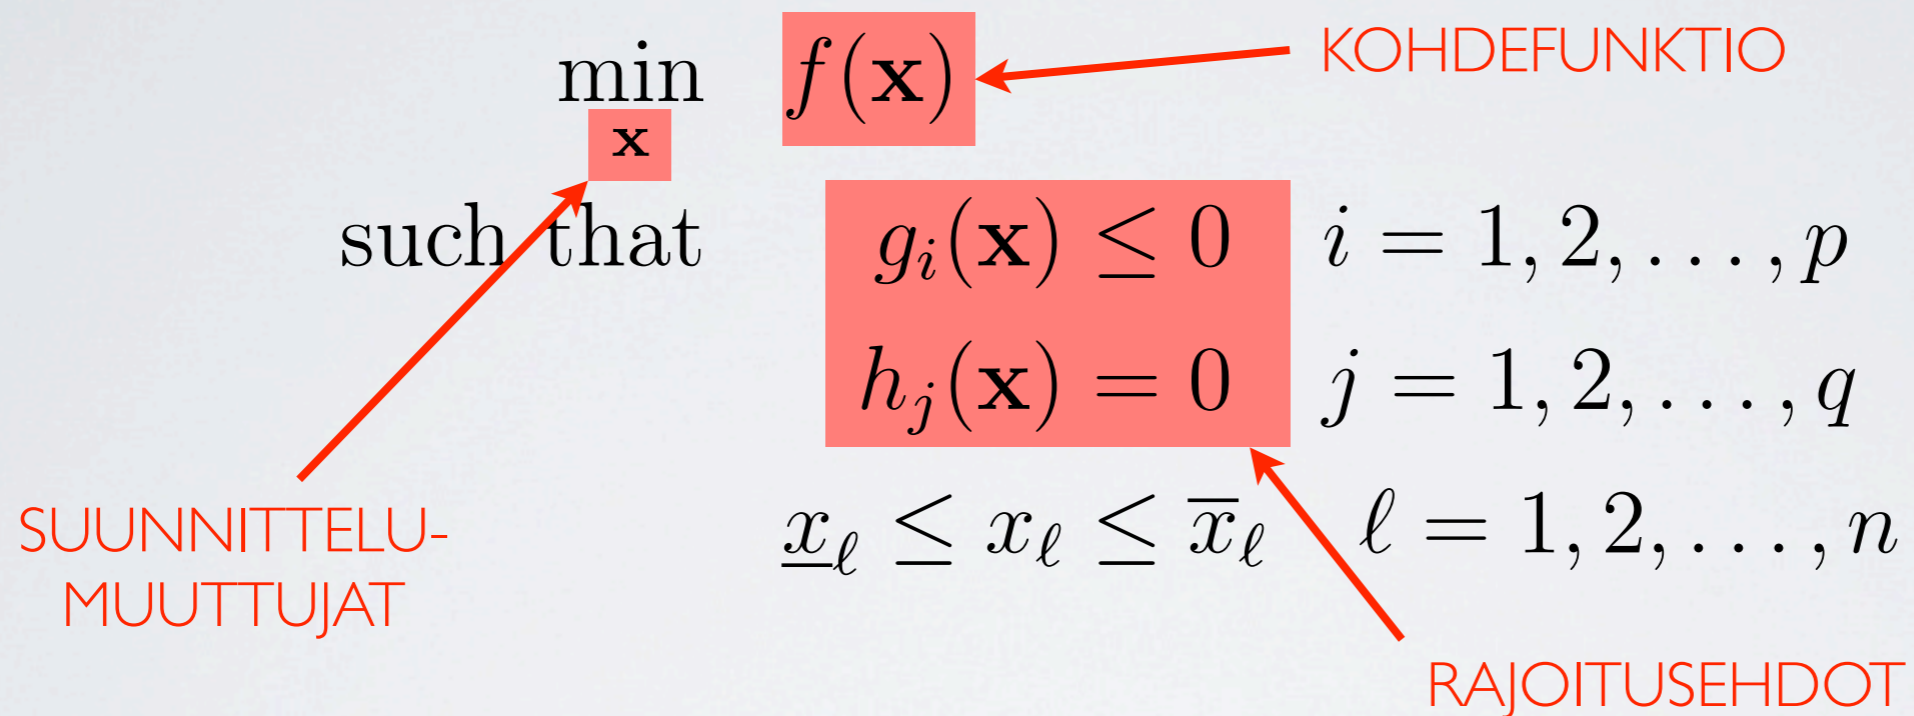 min f(𝐱) KOHDEFUNKTIO
𝐱
such that g_i(𝐱) ≤ 0 i = 1, 2, . . . , p
h_j(𝐱) = 0 j = 1, 2, . . . , q
SUUNNITTELU-
MUUTTUJAT
x̲_ℓ ≤ x_ℓ ≤ x̅_ℓ ℓ = 1, 2, . . . , n
RAJOITUSEHDOT